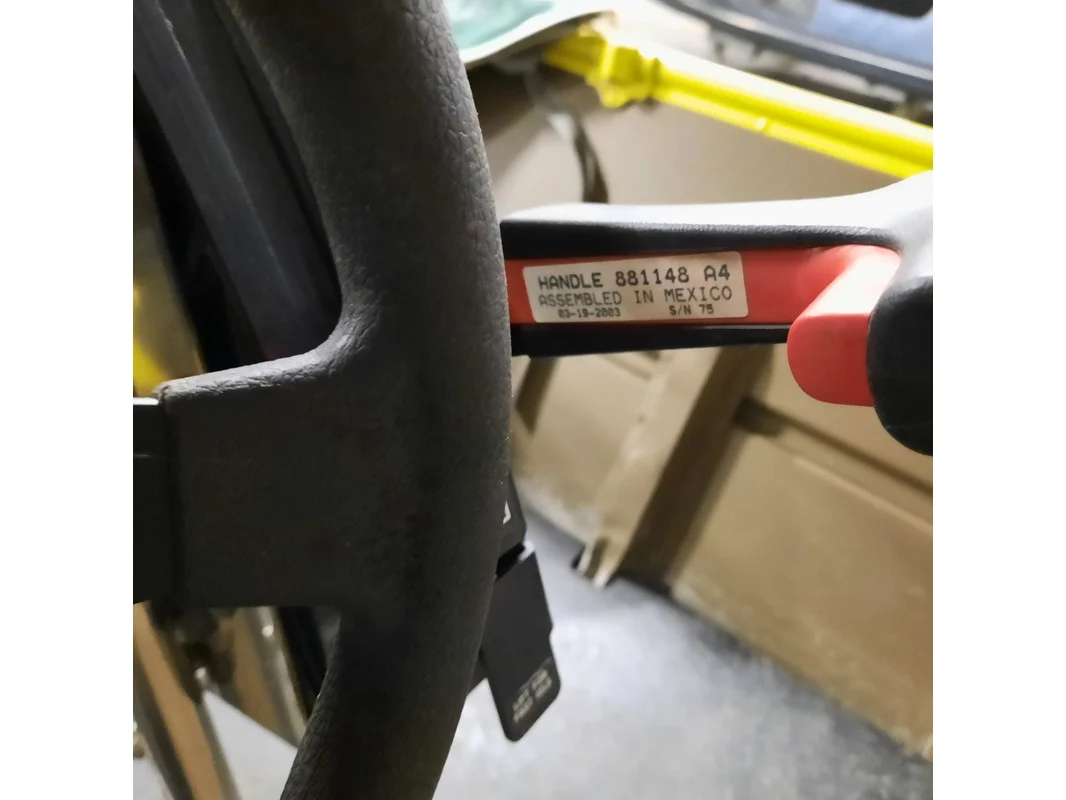 HANDLE 881148 A4
ASSEMBLED IN MEXICO
03-19-2003 S/N 75